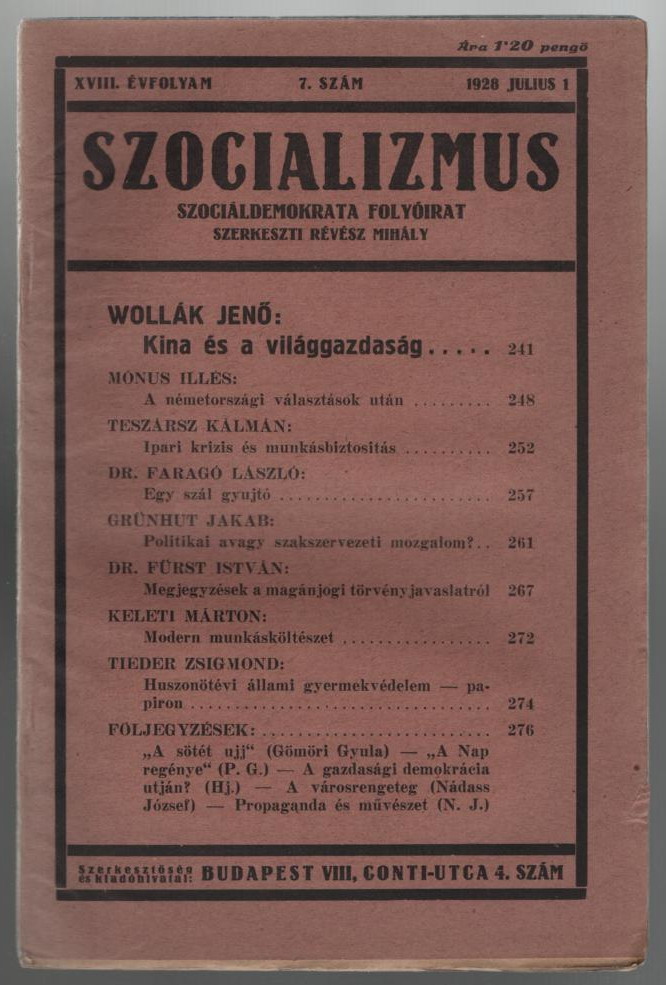 Ára 1'20 pengő
XVIII. ÉVFOLYAM 7. SZÁM 1928 JULIUS 1
SZOCIALIZMUS
SZOCIÁLDEMOKRATA FOLYÓIRAT
SZERKESZTI RÉVÉSZ MIHÁLY
WOLLÁK JENŐ:
Kina és a világgazdaság ..... 241
MÓNUS ILLÉS:
A németországi választások után ......... 248
TESZÁRSZ KÁLMÁN:
Ipari krizis és munkásbiztositás .......... 252
DR. FARAGÓ LÁSZLÓ:
Egy szál gyujtó ........................ 257
GRÜNHUT JAKAB:
Politikai avagy szakszervezeti mozgalom? .. 261
DR. FÜRST ISTVÁN:
Megjegyzések a magánjogi törvényjavaslatról 267
KELETI MÁRTON:
Modern munkásköltészet ................. 272
TIEDER ZSIGMOND:
Huszonötévi állami gyermekvédelem — pa-
piron .................................. 274
FÖLJEGYZÉSEK: .......................... 276
„A sötét ujj“ (Gömöri Gyula) — „A Nap
regénye“ (P. G.) — A gazdasági demokrácia
utján? (Hj.) — A városrengeteg (Nádass
József) — Propaganda és művészet (N. J.)
Szerkesztőség
és kiadóhivatal: BUDAPEST VIII, CONTI-UTCA 4. SZÁM